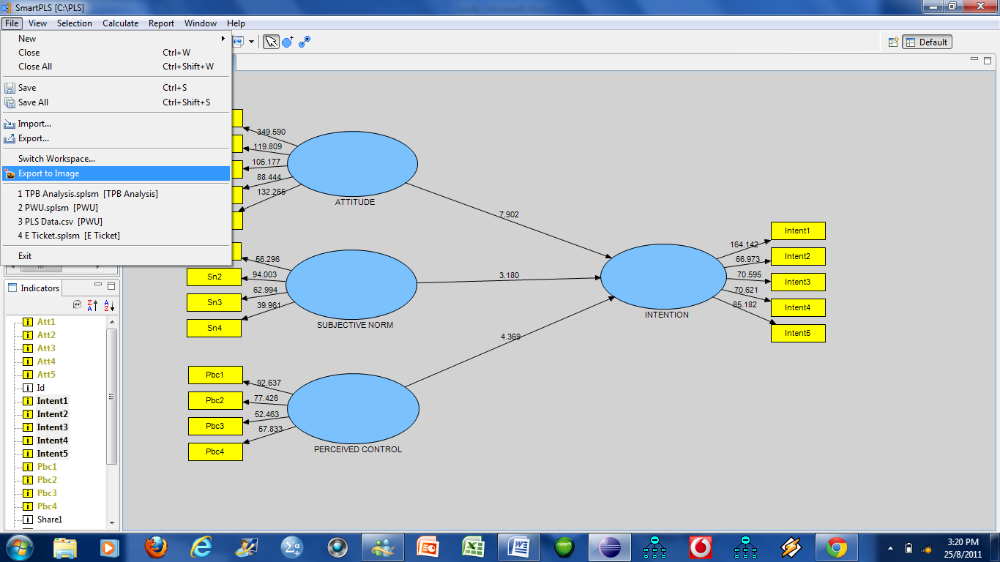 SmartPLS [C:\PLS]
File View Selection Calculate Report Window Help
Default
New
Close Ctrl+W
Close All Ctrl+Shift+W
Save Ctrl+S
Save All Ctrl+Shift+S
Import...
Export...
Switch Workspace...
Export to Image
1 TPB Analysis.splsm [TPB Analysis]
2 PWU.splsm [PWU]
3 PLS Data.csv [PWU]
4 E Ticket.splsm [E Ticket]
Exit
349.590
119.809
105.177
88.444
132.265
ATTITUDE
7.902
56.296
Sn2 94.003
Sn3 62.994
Sn4 39.961
SUBJECTIVE NORM
3.180
Pbc1 92.637
Pbc2 77.426
Pbc3 52.463
Pbc4 57.833
PERCEIVED CONTROL
4.369
INTENTION
164.142 Intent1
66.973 Intent2
70.595 Intent3
70.621 Intent4
85.182 Intent5
Indicators
Att1
Att2
Att3
Att4
Att5
Id
Intent1
Intent2
Intent3
Intent4
Intent5
Pbc1
Pbc2
Pbc3
Pbc4
Share1
3:20 PM
25/8/2011